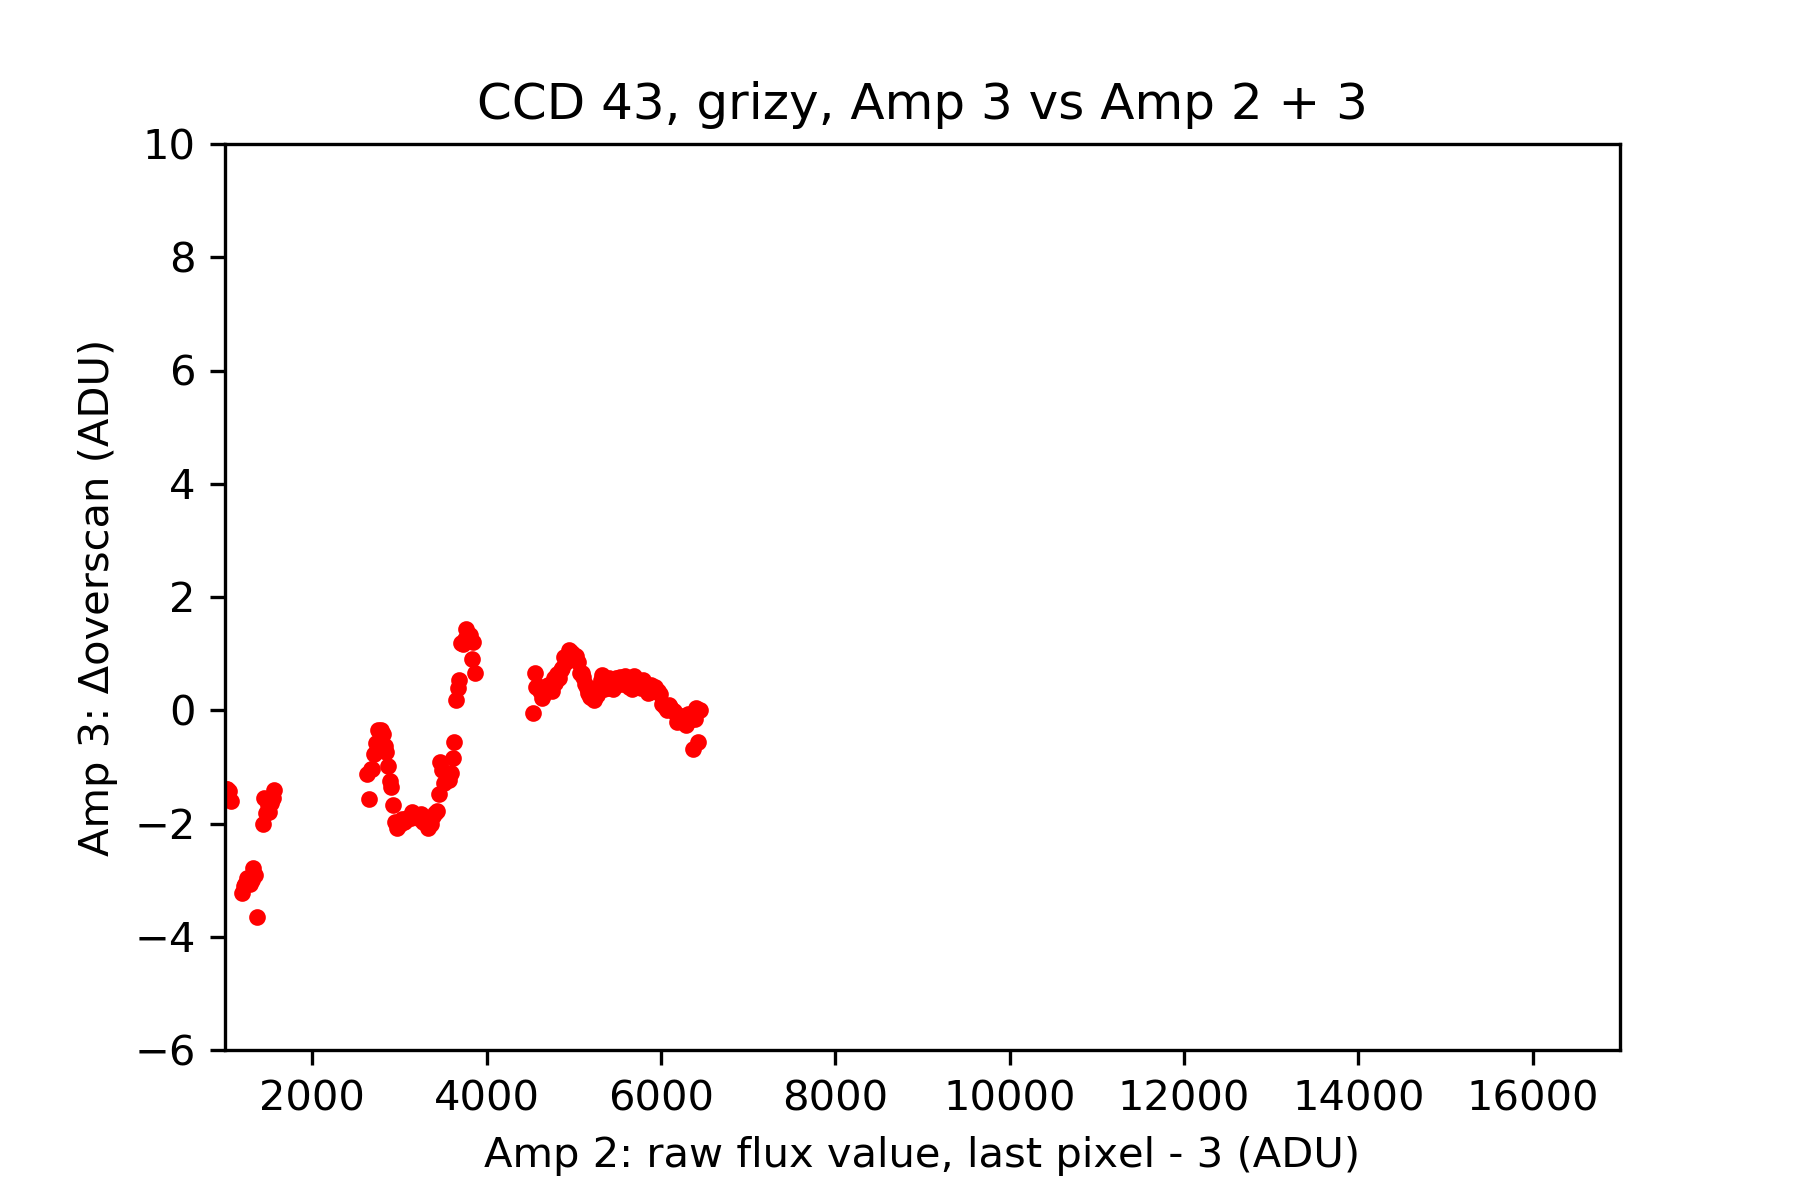 CCD 43, grizy, Amp 3 vs Amp 2 + 3
10
8
6
4
2
0
−2
−4
−6
Amp 3: Δoverscan (ADU)
2000 4000 6000 8000 10000 12000 14000 16000
Amp 2: raw flux value, last pixel - 3 (ADU)